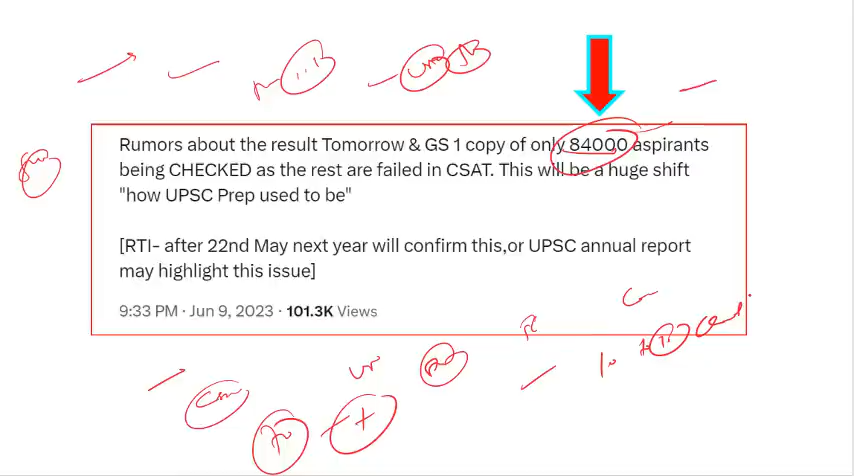 Rumors about the result Tomorrow & GS 1 copy of only 84000 aspirants
being CHECKED as the rest are failed in CSAT. This will be a huge shift
"how UPSC Prep used to be"
[RTI- after 22nd May next year will confirm this,or UPSC annual report
may highlight this issue]
9:33 PM · Jun 9, 2023 · 101.3K Views